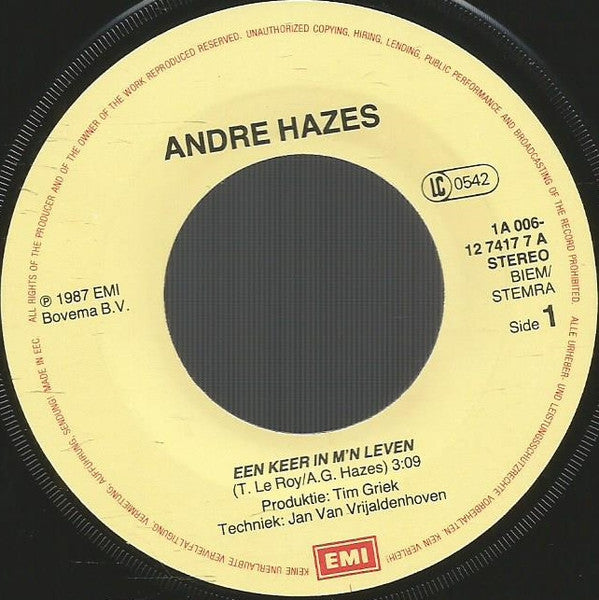 ALL RIGHTS OF THE PRODUCER AND OF THE OWNER OF THE WORK REPRODUCED RESERVED. UNAUTHORIZED COPYING, HIRING, LENDING, PUBLIC PERFORMANCE AND BROADCASTING OF THE RECORD PROHIBITED. ALLE URHEBER- UND LEISTUNGSSCHUTZRECHTE VORBEHALTEN. KEIN VERLEIH! KEINE UNERLAUBTE VERVIELFÄLTIGUNG, VERMIETUNG, AUFFÜHRUNG, SENDUNG! MADE IN EEC
ANDRE HAZES
LC 0542
1A 006-
12 7417 7 A
STEREO
BIEM/
STEMRA
Side 1
℗ 1987 EMI
Bovema B.V.
EEN KEER IN M'N LEVEN
(T. Le Roy/A.G. Hazes) 3:09
Produktie: Tim Griek
Techniek: Jan Van Vrijaldenhoven
EMI